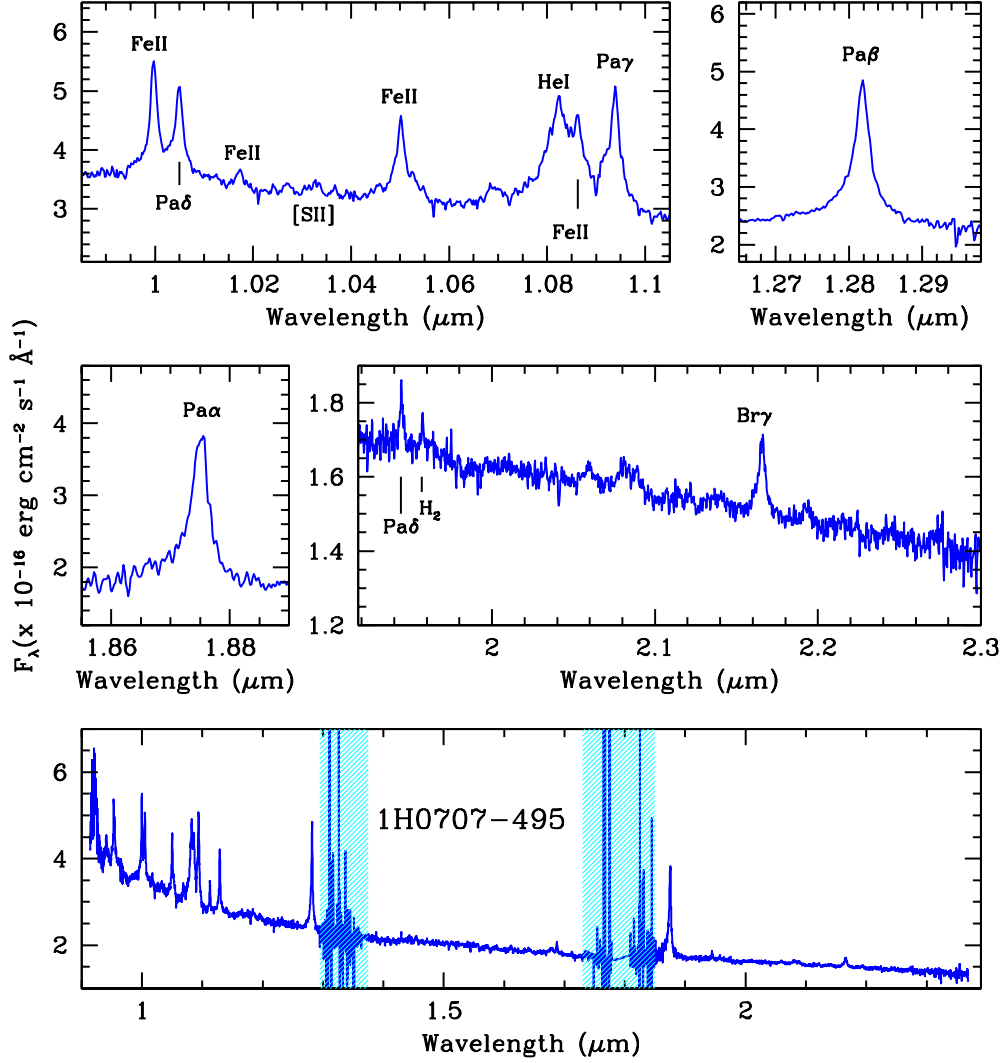 FeII
Paδ
FeII
[SII]
FeII
HeI
FeII
Paγ
6
5
4
3
1
1.02
1.04
1.06
1.08
1.1
Wavelength (μm)
Paβ
6
5
4
3
2
1.27
1.28
1.29
Wavelength (μm)
F_λ(x 10⁻¹⁶ erg cm⁻² s⁻¹ Å⁻¹)
Paα
4
3
2
1.86
1.88
Wavelength (μm)
Brγ
Paδ
H₂
1.8
1.6
1.4
1.2
2
2.1
2.2
2.3
Wavelength (μm)
1H0707−495
6
4
2
1
1.5
2
Wavelength (μm)